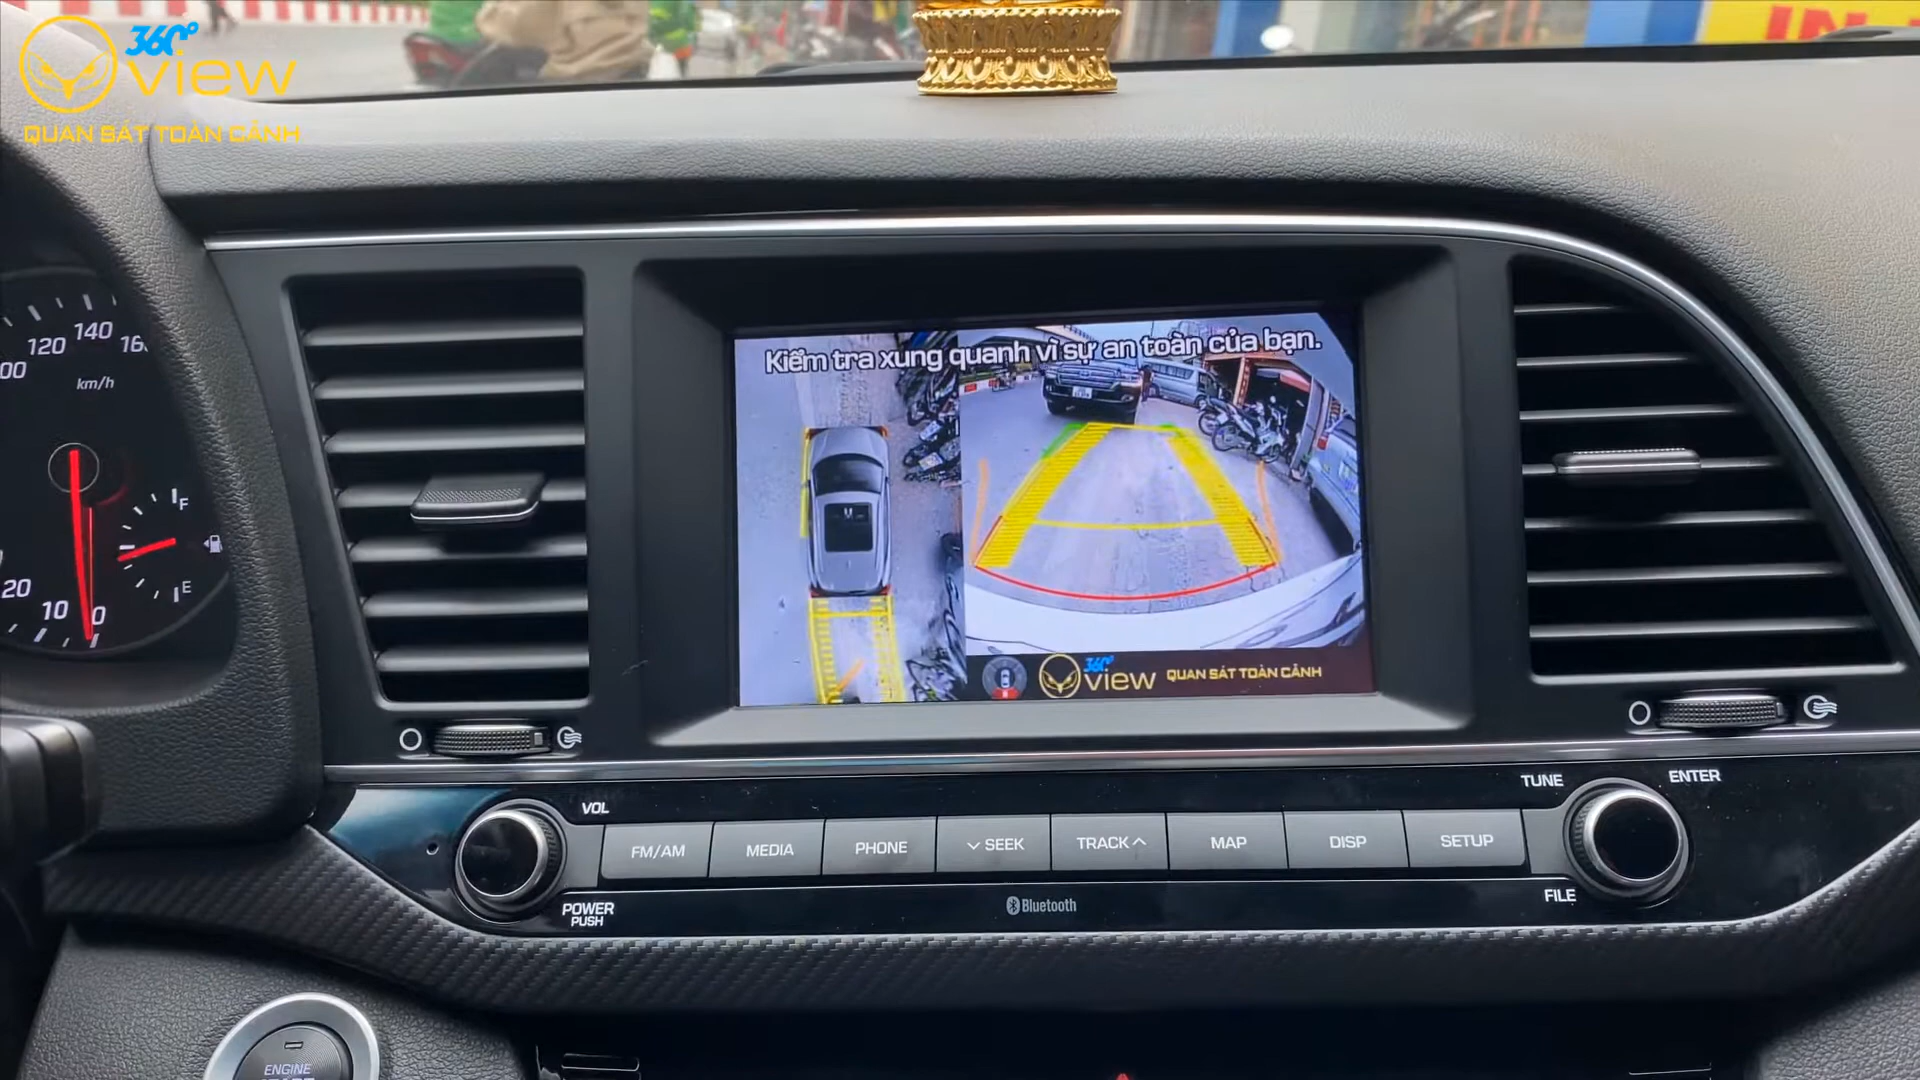 360°
view
QUAN SÁT TOÀN CẢNH
IN
00
120
140
160
km/h
F
E
20
10
0
Kiểm tra xung quanh vì sự an toàn của bạn.
360°
view
QUAN SÁT TOÀN CẢNH
VOL
TUNE
ENTER
FM/AM
MEDIA
PHONE
SEEK
TRACK
MAP
DISP
SETUP
POWER
PUSH
FILE
Bluetooth
ENGINE